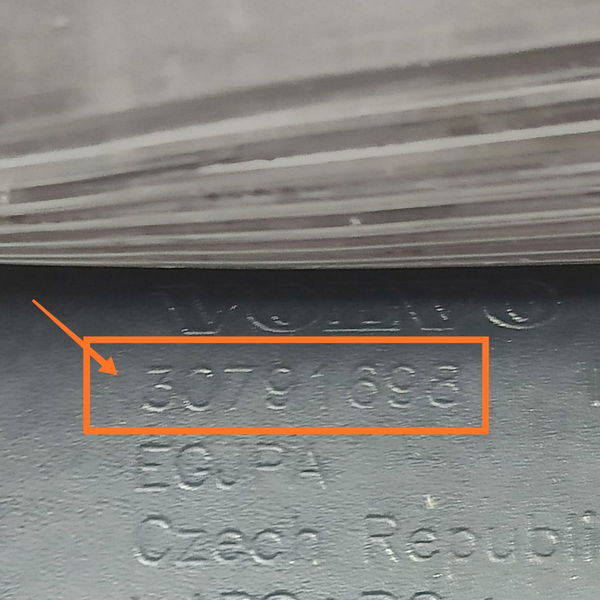 VOLVO
30791698
EGJPA
Czech Republi